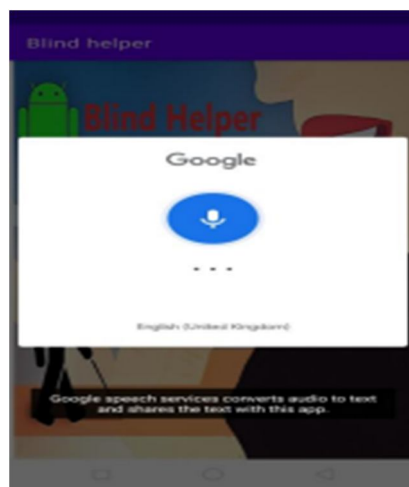 Blind helper
Blind Helper
Google
English (United Kingdom)
Google speech services converts audio to text
and shares the text with this app.